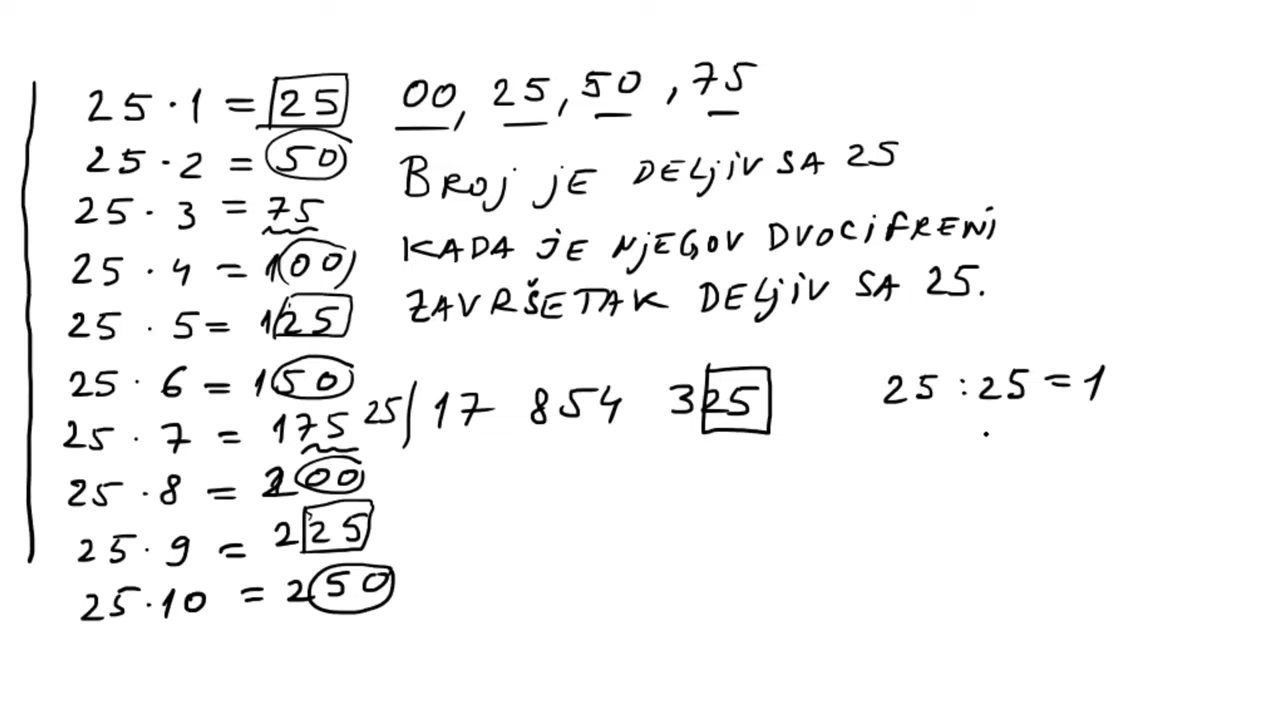 25 · 1 = 25
25 · 2 = 50
25 · 3 = 75
25 · 4 = 100
25 · 5 = 125
25 · 6 = 150
25 · 7 = 175
25 · 8 = 200
25 · 9 = 225
25 · 10 = 250
00, 25, 50, 75
BROJ JE DELJIV SA 25
KADA JE NJEGOV DVOCIFRENI
ZAVRŠETAK DELJIV SA 25.
25 | 17 854 325
25 : 25 = 1